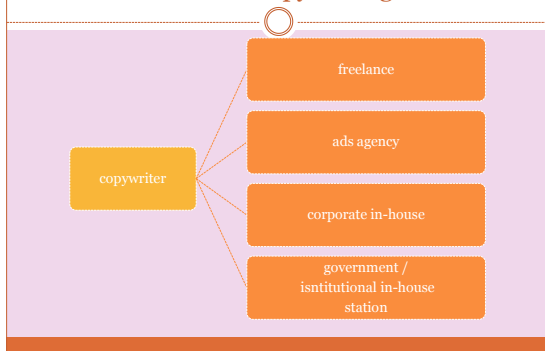 freelance
ads agency
copywriter
corporate in-house
government /
isntitutional in-house
station